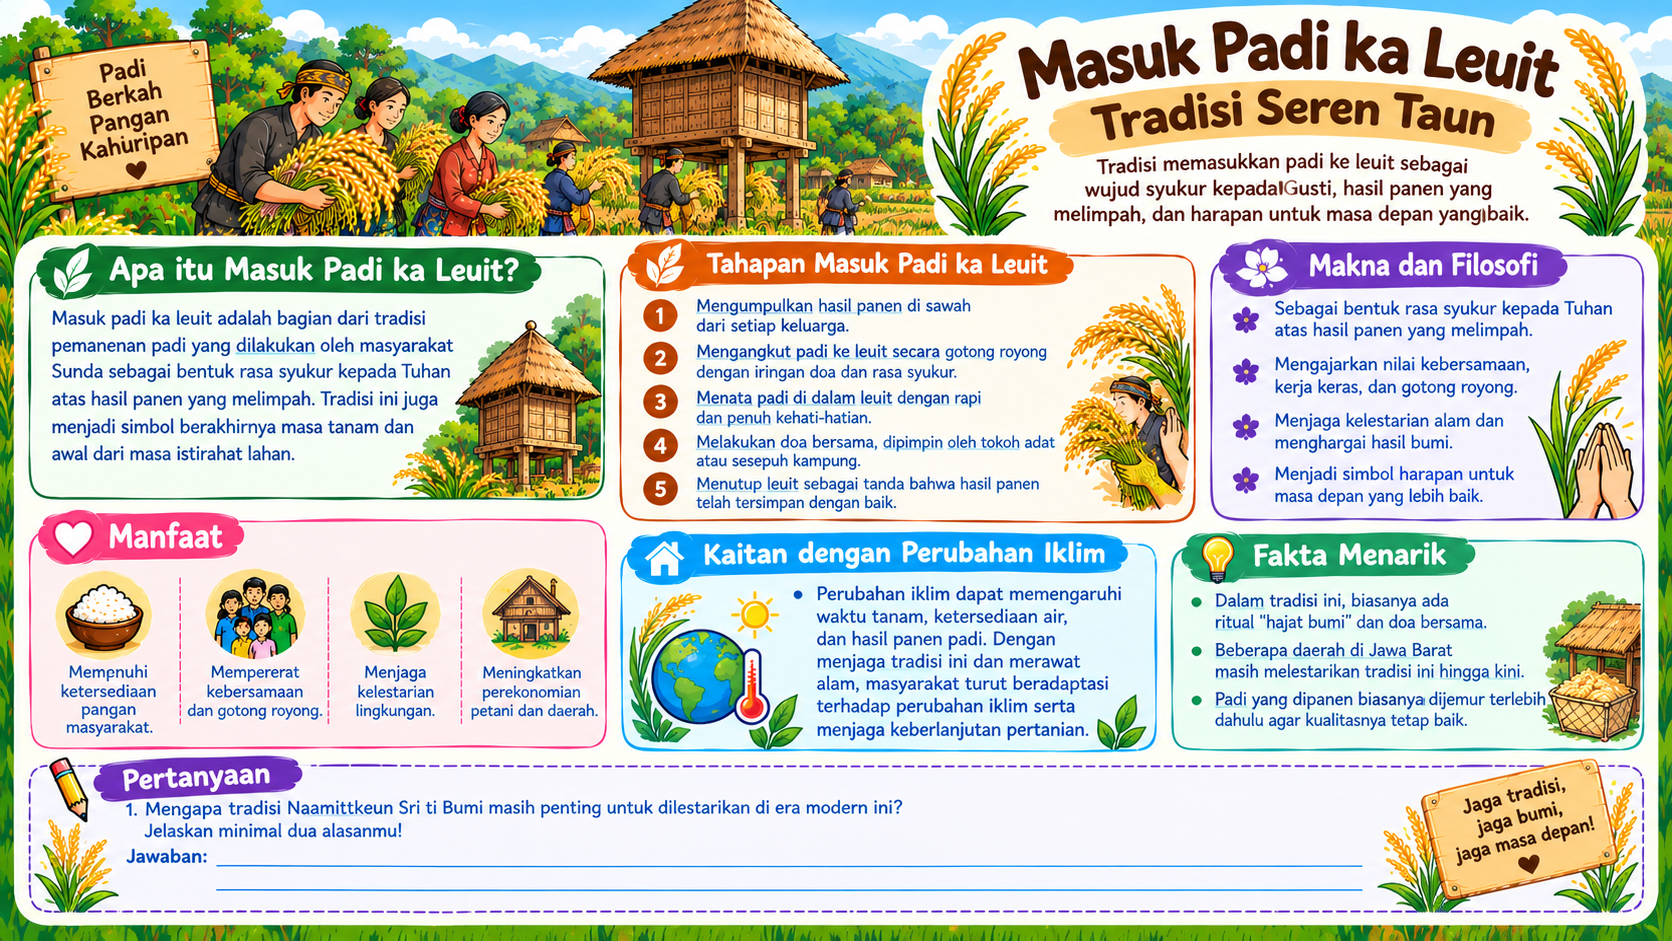 Padi
Berkah
Pangan
Kahuripan
Masuk Padi ka Leuit
Tradisi Seren Taun
Tradisi memasukkan padi ke leuit sebagai
wujud syukur kepada Gusti, hasil panen yang
melimpah, dan harapan untuk masa depan yang baik.
Apa itu Masuk Padi ka Leuit?
Masuk padi ka leuit adalah bagian dari tradisi
pemanenan padi yang dilakukan oleh masyarakat
Sunda sebagai bentuk rasa syukur kepada Tuhan
atas hasil panen yang melimpah. Tradisi ini juga
menjadi simbol berakhirnya masa tanam dan
awal dari masa istirahat lahan.
Tahapan Masuk Padi ka Leuit
1 Mengumpulkan hasil panen di sawah
dari setiap keluarga.
2 Mengangkut padi ke leuit secara gotong royong
dengan iringan doa dan rasa syukur.
3 Menata padi di dalam leuit dengan rapi
dan penuh kehati-hatian.
4 Melakukan doa bersama, dipimpin oleh tokoh adat
atau sesepuh kampung.
5 Menutup leuit sebagai tanda bahwa hasil panen
telah tersimpan dengan baik.
Makna dan Filosofi
Sebagai bentuk rasa syukur kepada Tuhan
atas hasil panen yang melimpah.
Mengajarkan nilai kebersamaan,
kerja keras, dan gotong royong.
Menjaga kelestarian alam dan
menghargai hasil bumi.
Menjadi simbol harapan untuk
masa depan yang lebih baik.
Manfaat
Memenuhi
ketersediaan
pangan
masyarakat.
Mempererat
kebersamaan
dan gotong royong.
Menjaga
kelestarian
lingkungan.
Meningkatkan
perekonomian
petani dan daerah.
Kaitan dengan Perubahan Iklim
• Perubahan iklim dapat memengaruhi
waktu tanam, ketersediaan air,
dan hasil panen padi. Dengan
menjaga tradisi ini dan merawat
alam, masyarakat turut beradaptasi
terhadap perubahan iklim serta
menjaga keberlanjutan pertanian.
Fakta Menarik
• Dalam tradisi ini, biasanya ada
ritual "hajat bumi" dan doa bersama.
• Beberapa daerah di Jawa Barat
masih melestarikan tradisi ini hingga kini.
• Padi yang dipanen biasanya dijemur terlebih
dahulu agar kualitasnya tetap baik.
Pertanyaan
1. Mengapa tradisi Naamittkeun Sri ti Bumi masih penting untuk dilestarikan di era modern ini?
Jelaskan minimal dua alasanmu!
Jawaban:
Jaga tradisi,
jaga bumi,
jaga masa depan!